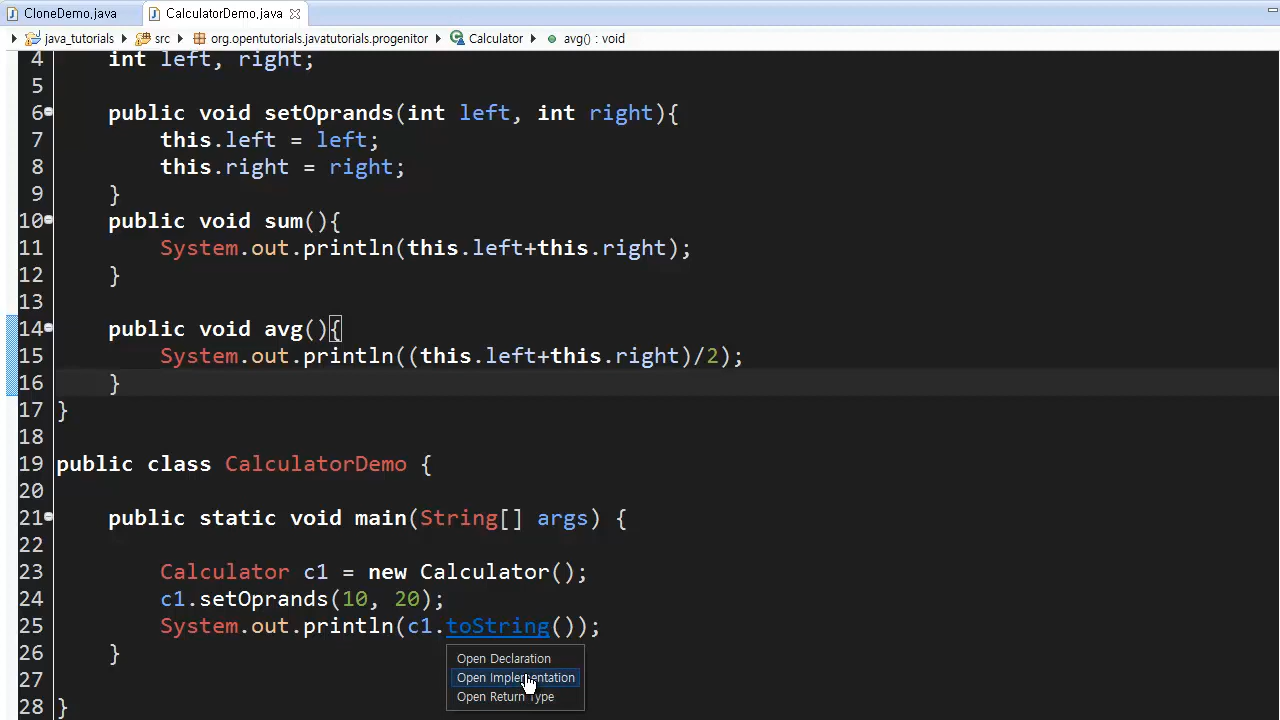 CloneDemo.java CalculatorDemo.java
java_tutorials src org.opentutorials.javatutorials.progenitor Calculator avg() : void
4 int left, right;
5
6 public void setOprands(int left, int right){
7 this.left = left;
8 this.right = right;
9 }
10 public void sum(){
11 System.out.println(this.left+this.right);
12 }
13
14 public void avg(){
15 System.out.println((this.left+this.right)/2);
16 }
17 }
18
19 public class CalculatorDemo {
20
21 public static void main(String[] args) {
22
23 Calculator c1 = new Calculator();
24 c1.setOprands(10, 20);
25 System.out.println(c1.toString());
26 }
Open Declaration
27
Open Implementation
Open Return Type
28 }